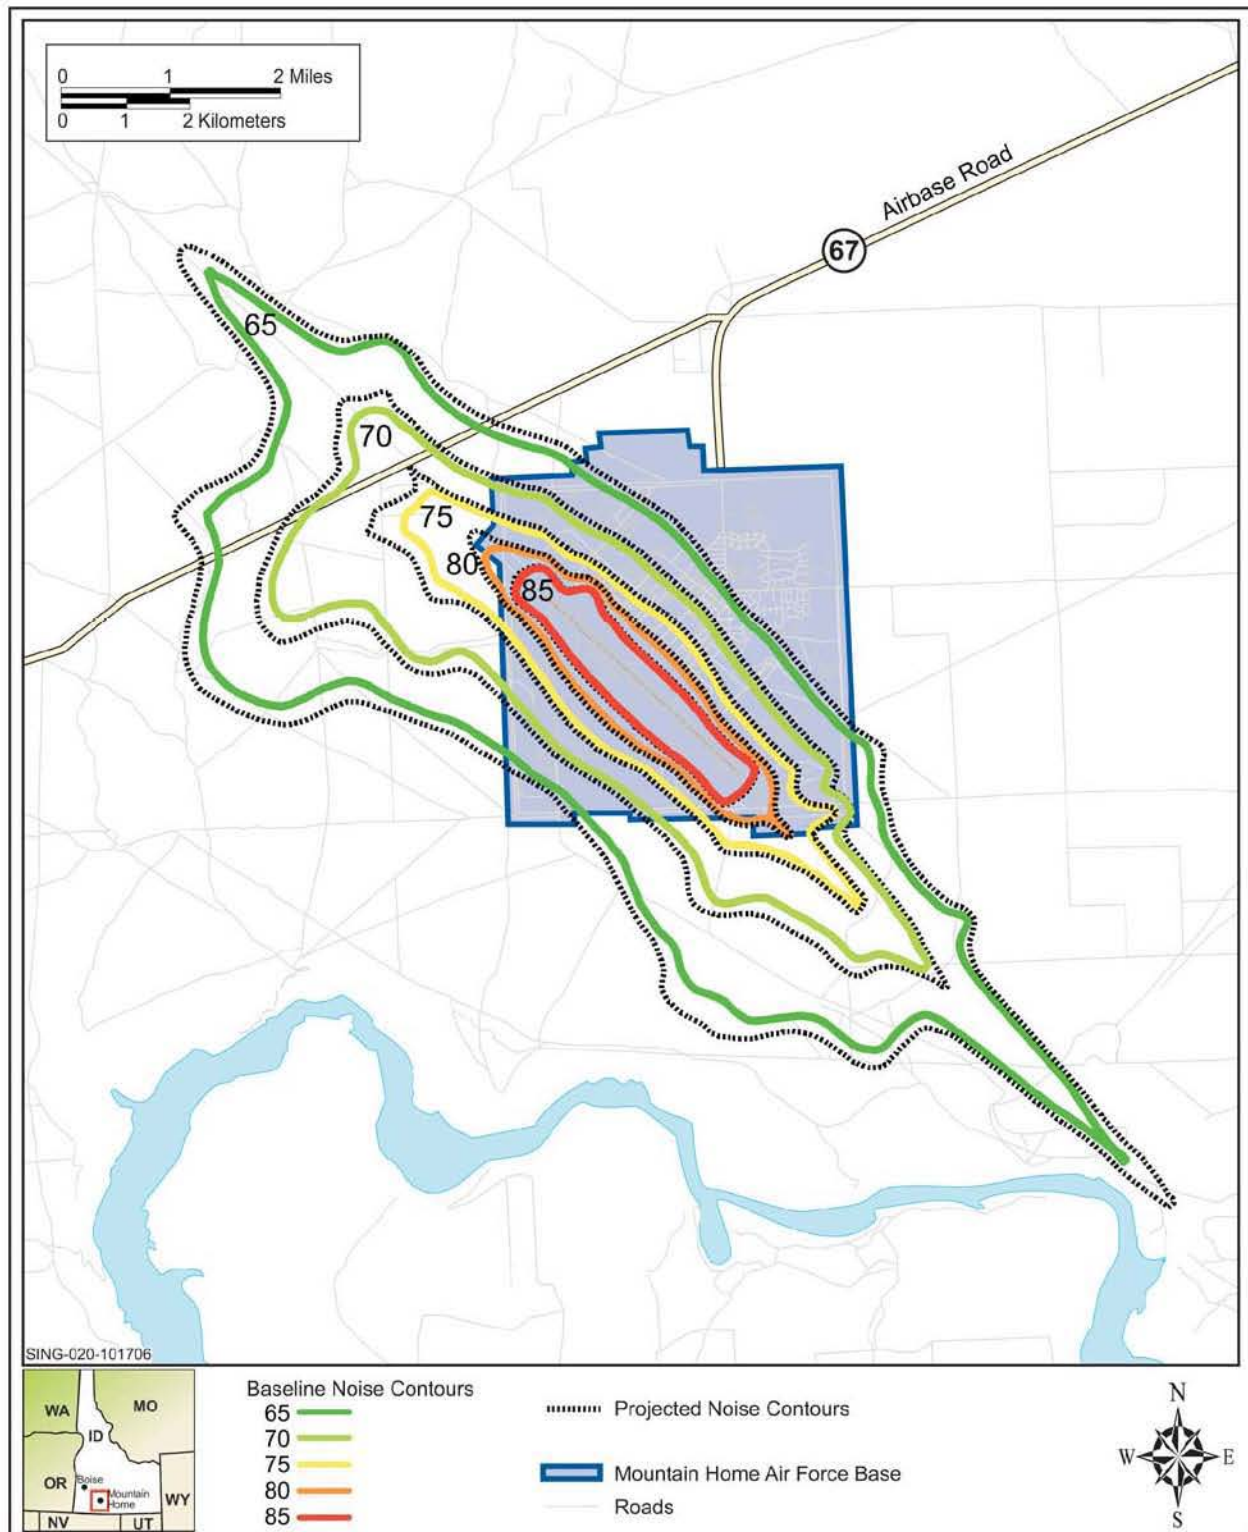 0 1 2 Miles
0 1 2 Kilometers
Airbase Road
67
65
70
75
80
85
SING-020-101706
WA
MO
ID
OR
Boise
Mountain
Home
WY
NV
UT
Baseline Noise Contours
65
70
75
80
85
Projected Noise Contours
Mountain Home Air Force Base
Roads
N
W
E
S